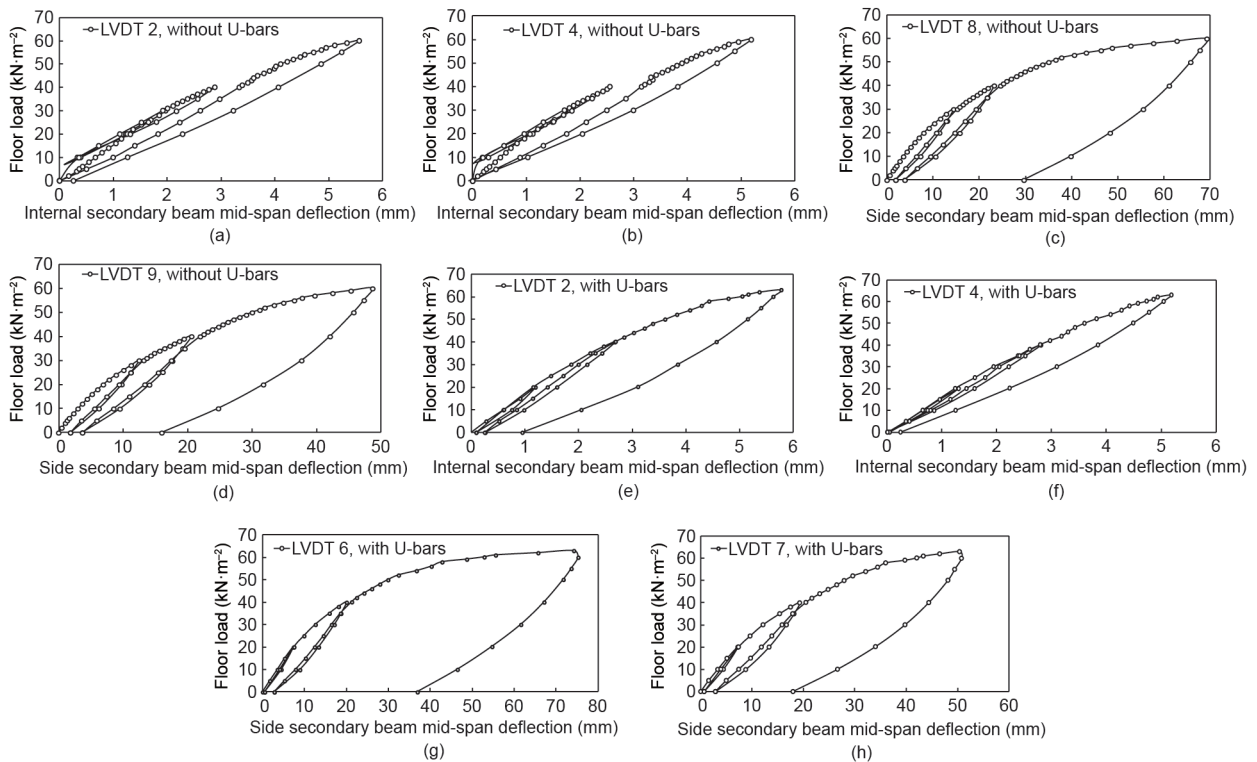 70
60
50
40
30
20
10
0
Floor load (kN·m⁻²)
LVDT 2, without U-bars
0 1 2 3 4 5 6
Internal secondary beam mid-span deflection (mm)
(a)
70
60
50
40
30
20
10
0
Floor load (kN·m⁻²)
LVDT 4, without U-bars
0 1 2 3 4 5 6
Internal secondary beam mid-span deflection (mm)
(b)
70
60
50
40
30
20
10
0
Floor load (kN·m⁻²)
LVDT 8, without U-bars
0 10 20 30 40 50 60 70
Side secondary beam mid-span deflection (mm)
(c)
70
60
50
40
30
20
10
0
Floor load (kN·m⁻²)
LVDT 9, without U-bars
0 10 20 30 40 50
Side secondary beam mid-span deflection (mm)
(d)
70
60
50
40
30
20
10
0
Floor load (kN·m⁻²)
LVDT 2, with U-bars
0 1 2 3 4 5 6
Internal secondary beam mid-span deflection (mm)
(e)
70
60
50
40
30
20
10
0
Floor load (kN·m⁻²)
LVDT 4, with U-bars
0 1 2 3 4 5 6
Internal secondary beam mid-span deflection (mm)
(f)
70
60
50
40
30
20
10
0
Floor load (kN·m⁻²)
LVDT 6, with U-bars
0 10 20 30 40 50 60 70 80
Side secondary beam mid-span deflection (mm)
(g)
70
60
50
40
30
20
10
0
Floor load (kN·m⁻²)
LVDT 7, with U-bars
0 10 20 30 40 50 60
Side secondary beam mid-span deflection (mm)
(h)